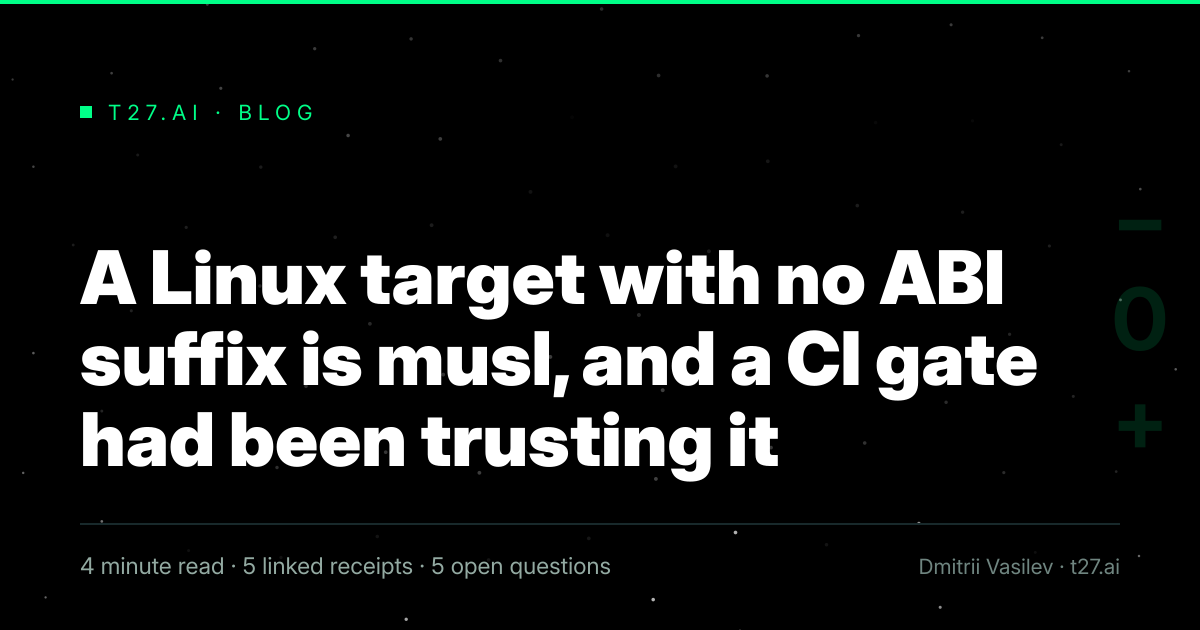 T27.AI · BLOG
A Linux target with no ABI
suffix is musl, and a CI gate
had been trusting it
4 minute read · 5 linked receipts · 5 open questions
Dmitrii Vasilev · t27.ai
−
0
+